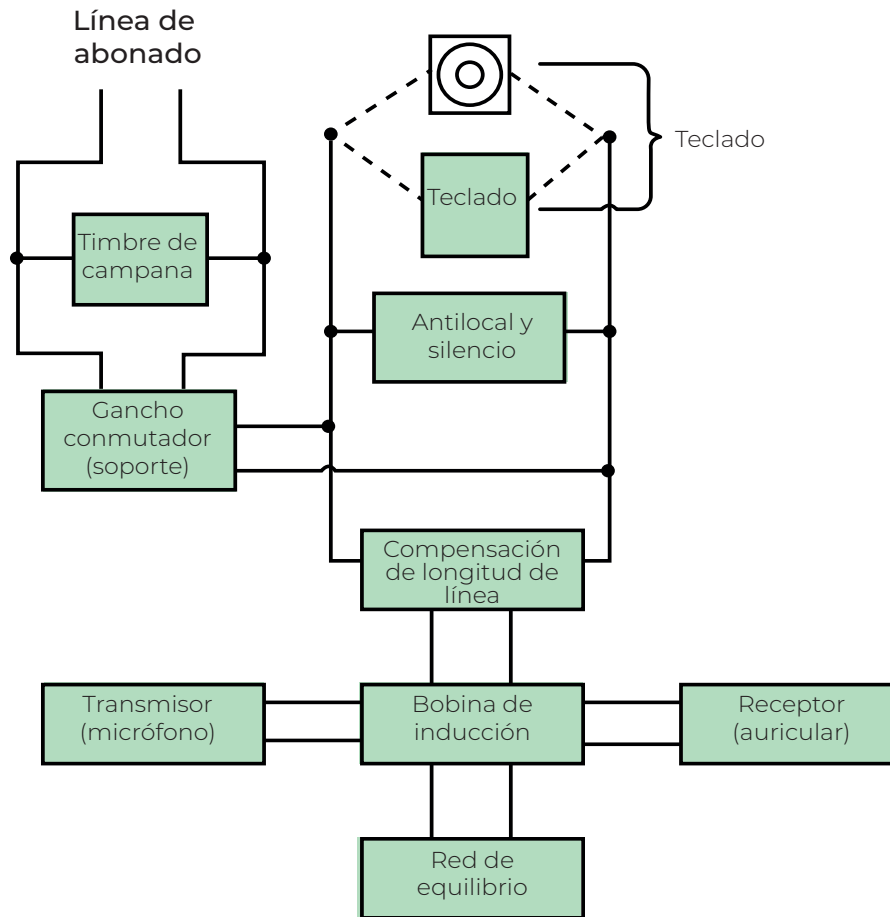 Línea de
abonado
Teclado
Teclado
Timbre de
campana
Antilocal y
silencio
Gancho
conmutador
(soporte)
Compensación
de longitud de
línea
Transmisor
(micrófono)
Bobina de
inducción
Receptor
(auricular)
Red de
equilibrio